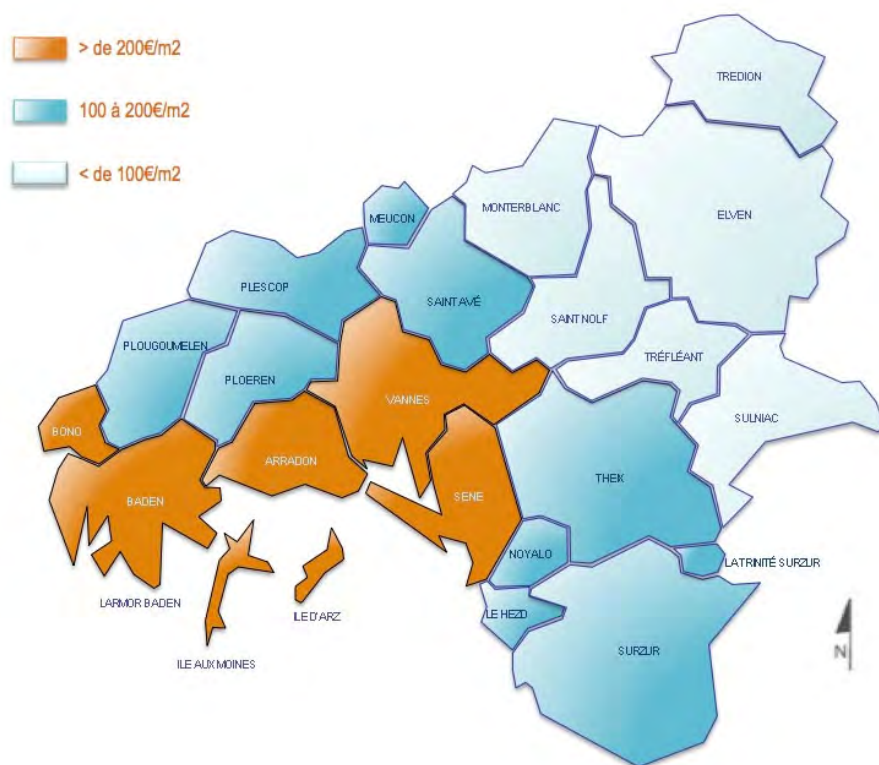 > de 200€/m2
100 à 200€/m2
< de 100€/m2
TREDION
MONTERBLANC
ELVEN
MEUCON
PLESCOP
SAINT AVÉ
SAINT NOLF
PLOUGOUMELEN
TRÉFLÉANT
PLOEREN
VANNES
SULNIAC
BONO
ARRADON
THEIX
BADEN
SENE
NOYALO
LA TRINITÉ SURZUR
LARMOR BADEN
ILE D'ARZ
LE HEZO
ILE AUX MOINES
SURZUR
N